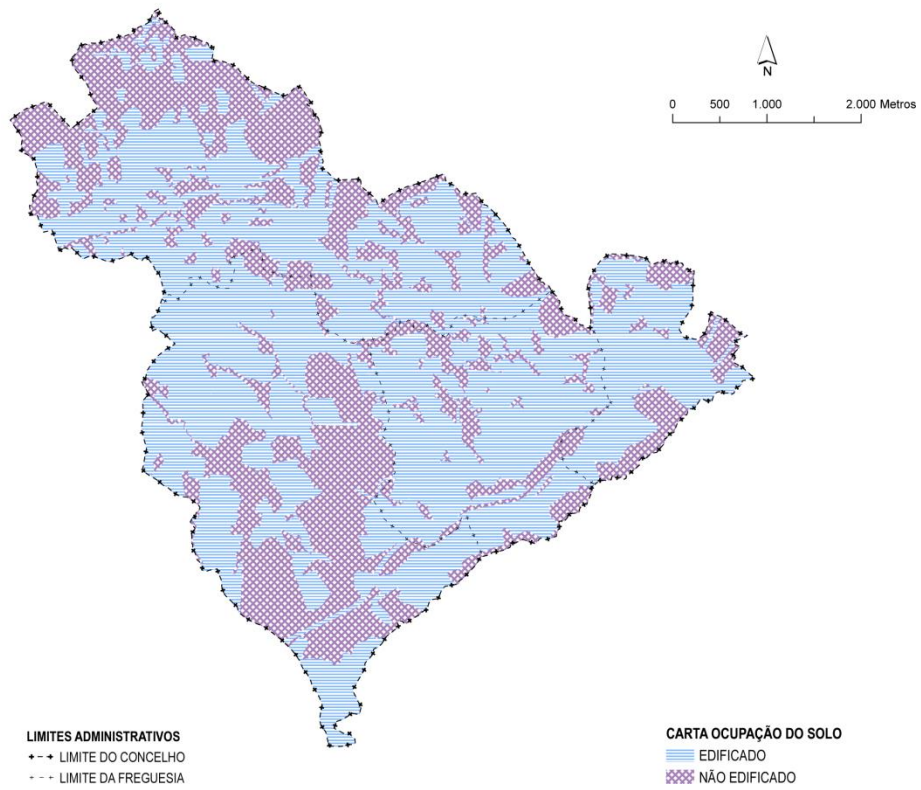 N
0 500 1.000 2.000 Metros
LIMITES ADMINISTRATIVOS
LIMITE DO CONCELHO
LIMITE DA FREGUESIA
CARTA OCUPAÇÃO DO SOLO
EDIFICADO
NÃO EDIFICADO